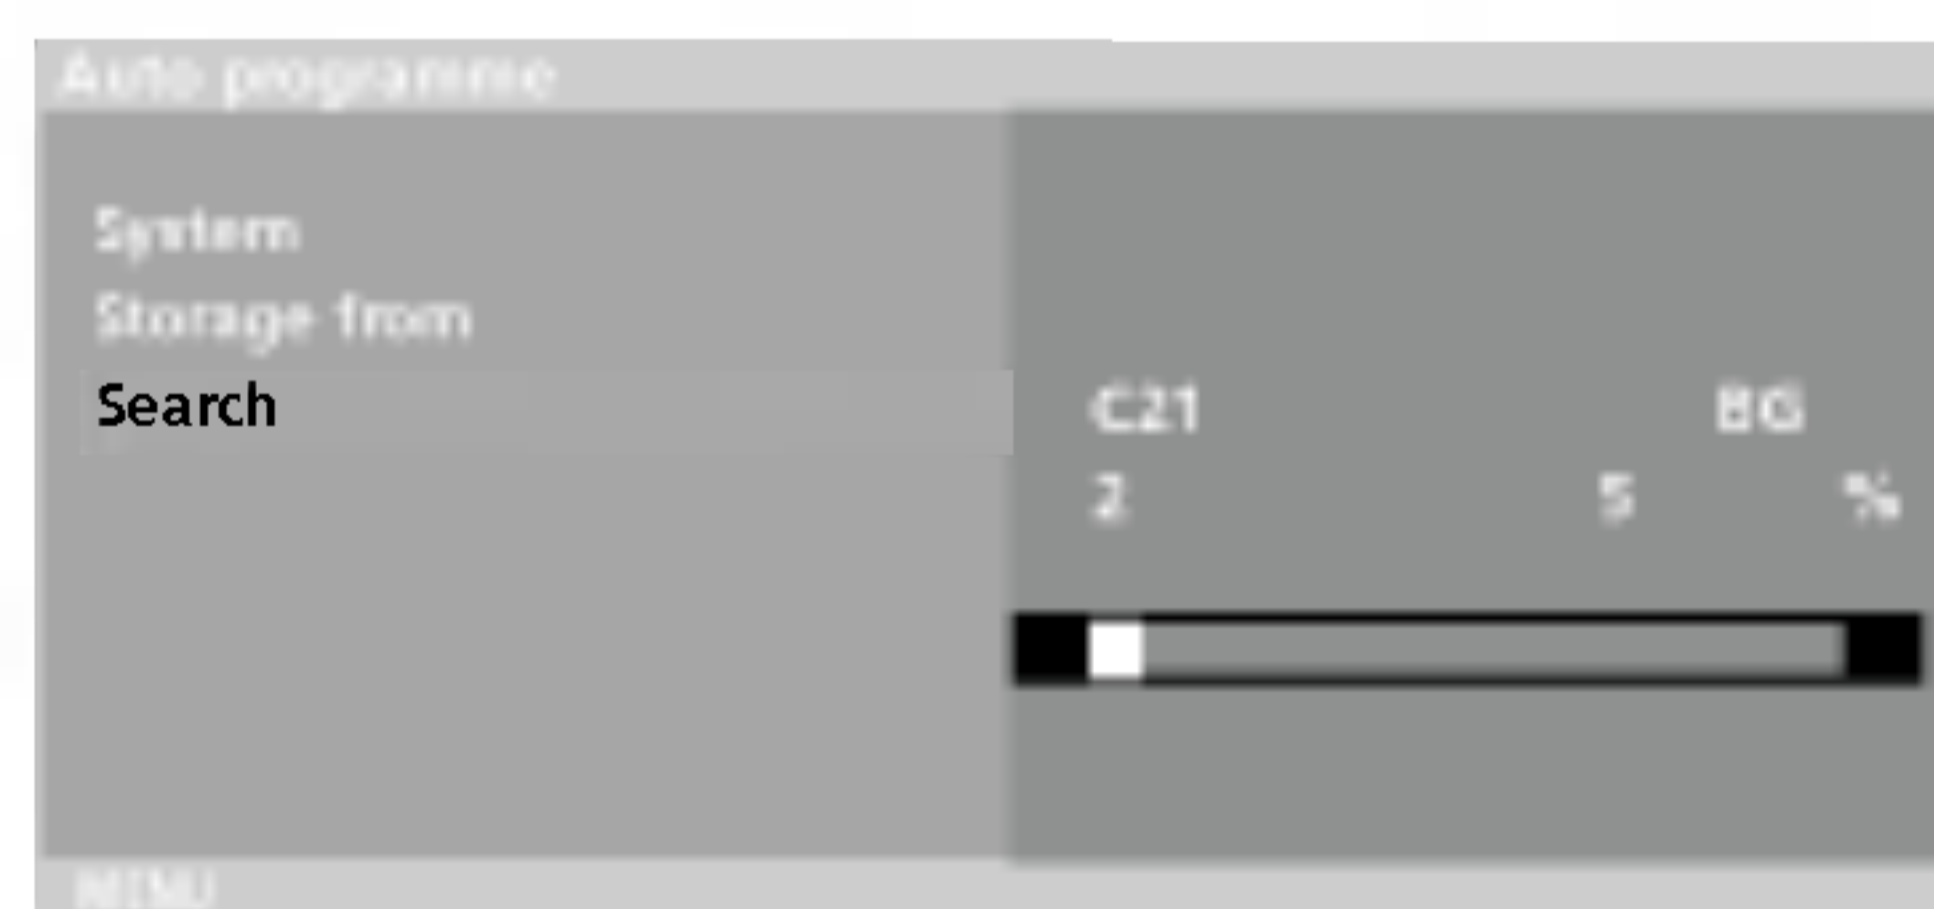 Auto programme
System
Storage from
Search C21 BG
2 5 %
MENU